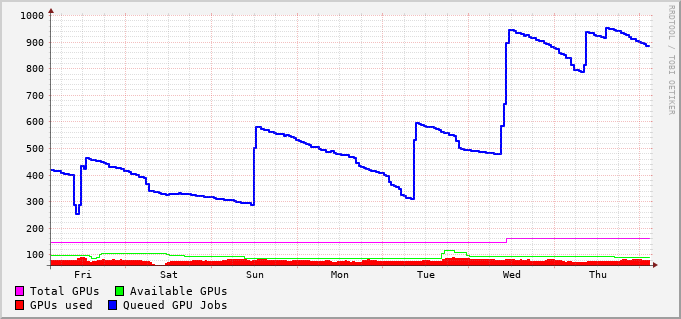 1000
900
800
700
600
500
400
300
200
100
Fri Sat Sun Mon Tue Wed Thu
Total GPUs Available GPUs
GPUs used Queued GPU Jobs
RRDTOOL / TOBI OETIKER